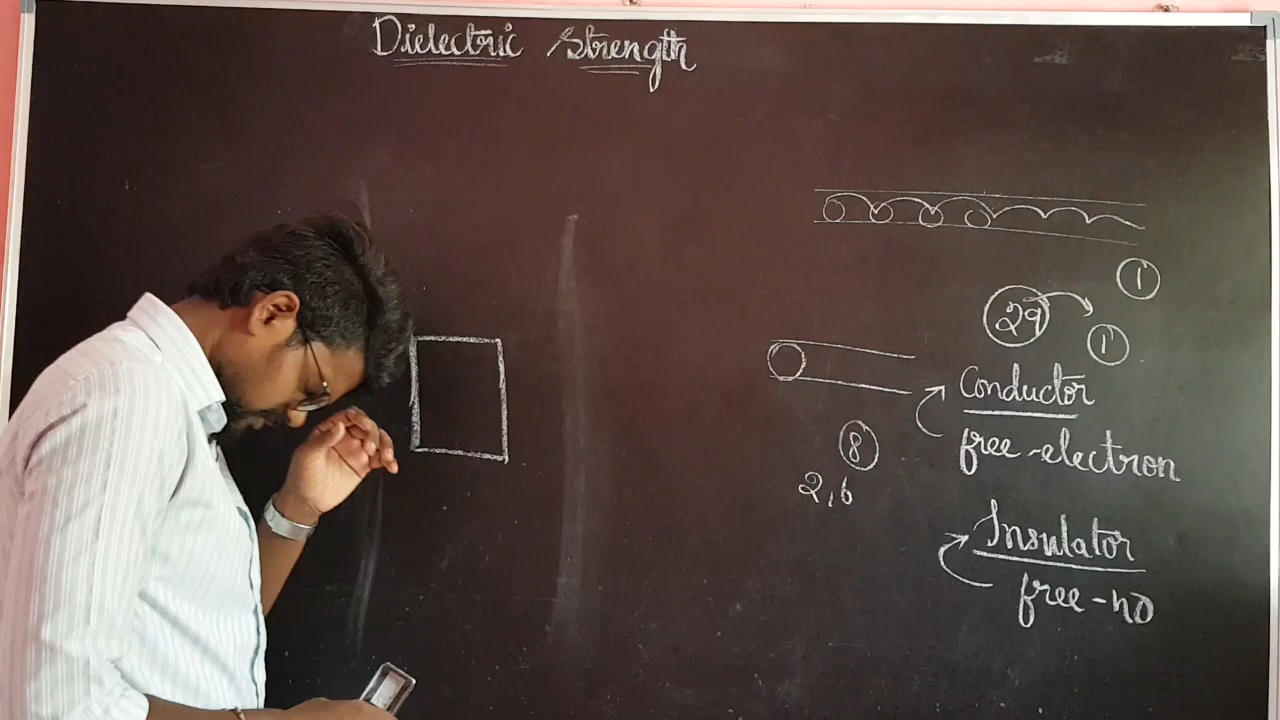 Dielectric Strength
1
29
1
Conductor
free-electron
8
2,6
Insulator
free-no